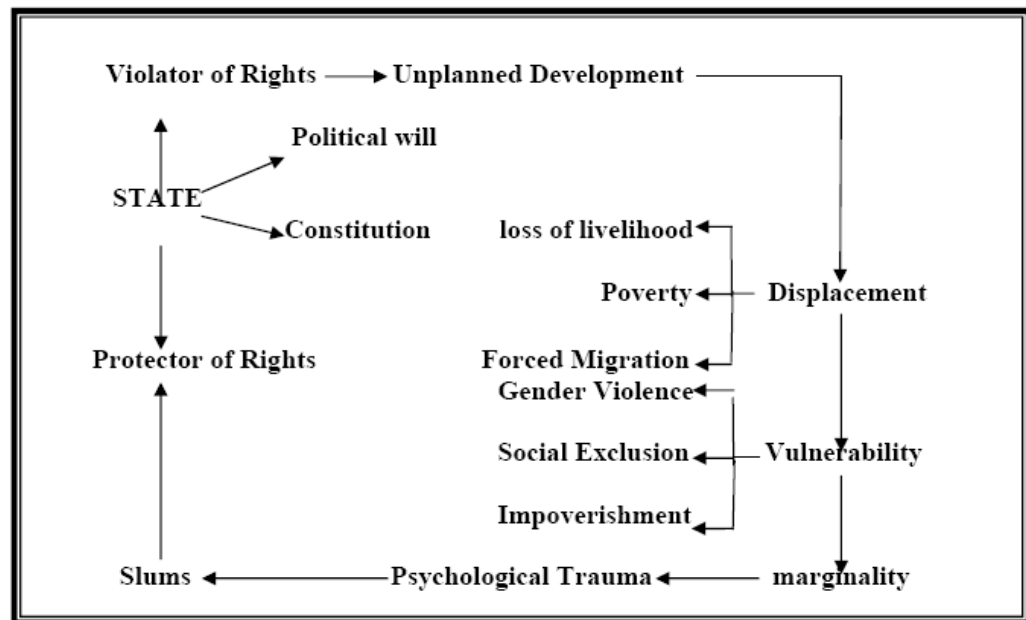 Violator of Rights
Unplanned Development
Political will
STATE
Constitution
loss of livelihood
Poverty
Displacement
Protector of Rights
Forced Migration
Gender Violence
Social Exclusion
Vulnerability
Impoverishment
Slums
Psychological Trauma
marginality